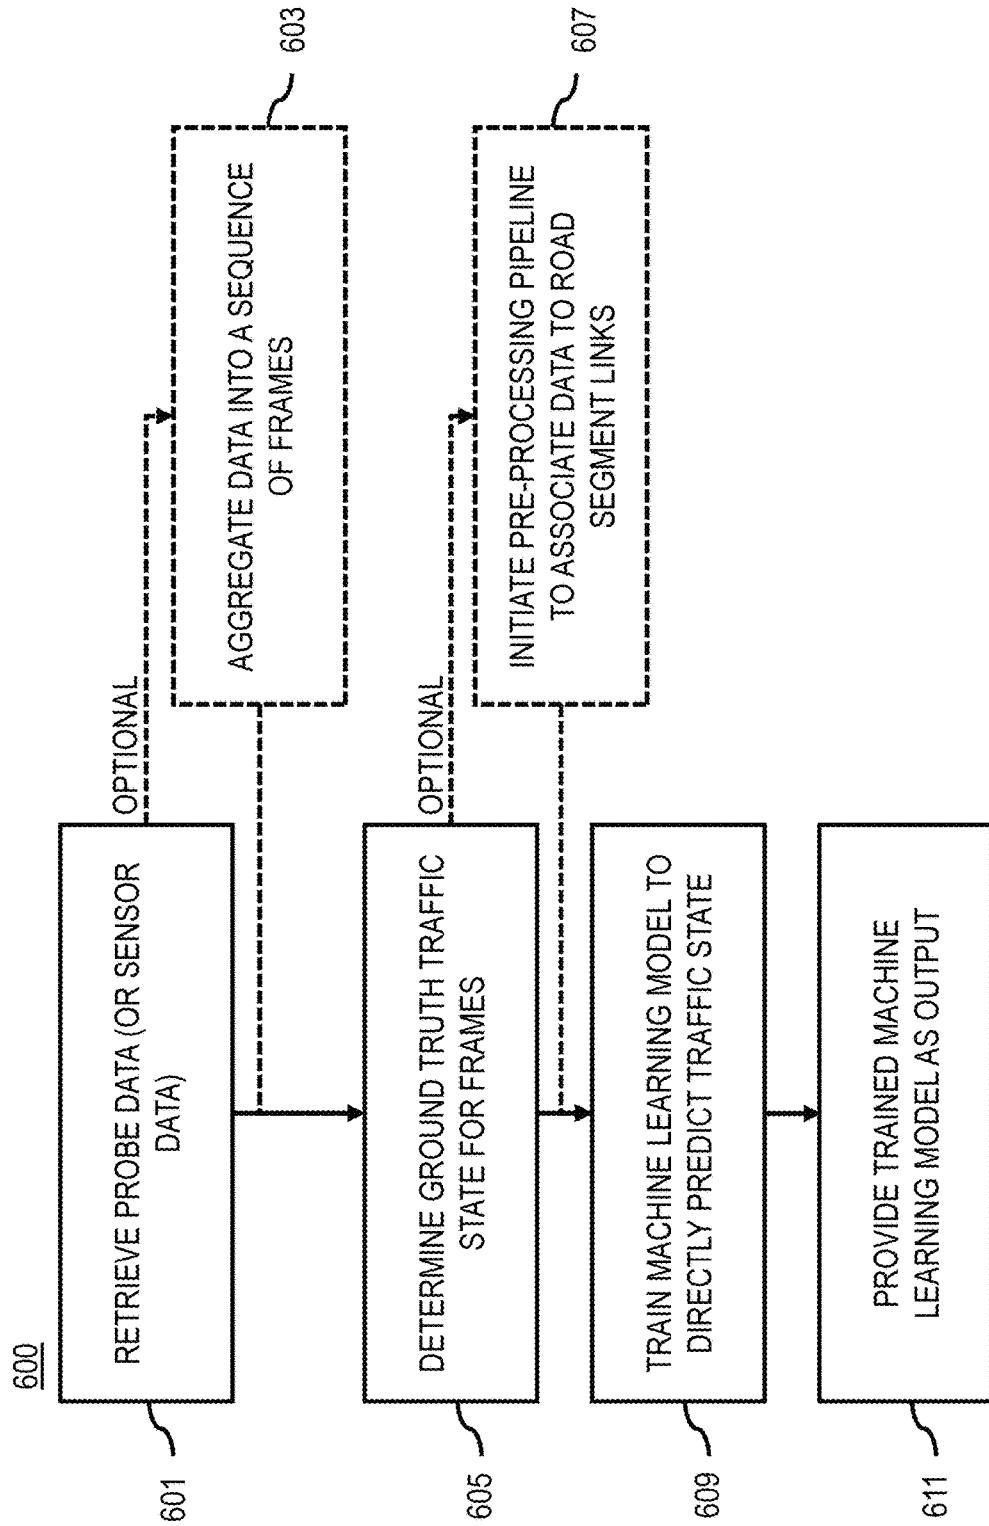 600
601
RETRIEVE PROBE DATA (OR SENSOR
DATA)
OPTIONAL
603
AGGREGATE DATA INTO A SEQUENCE
OF FRAMES
605
DETERMINE GROUND TRUTH TRAFFIC
STATE FOR FRAMES
OPTIONAL
607
INITIATE PRE-PROCESSING PIPELINE
TO ASSOCIATE DATA TO ROAD
SEGMENT LINKS
609
TRAIN MACHINE LEARNING MODEL TO
DIRECTLY PREDICT TRAFFIC STATE
611
PROVIDE TRAINED MACHINE
LEARNING MODEL AS OUTPUT